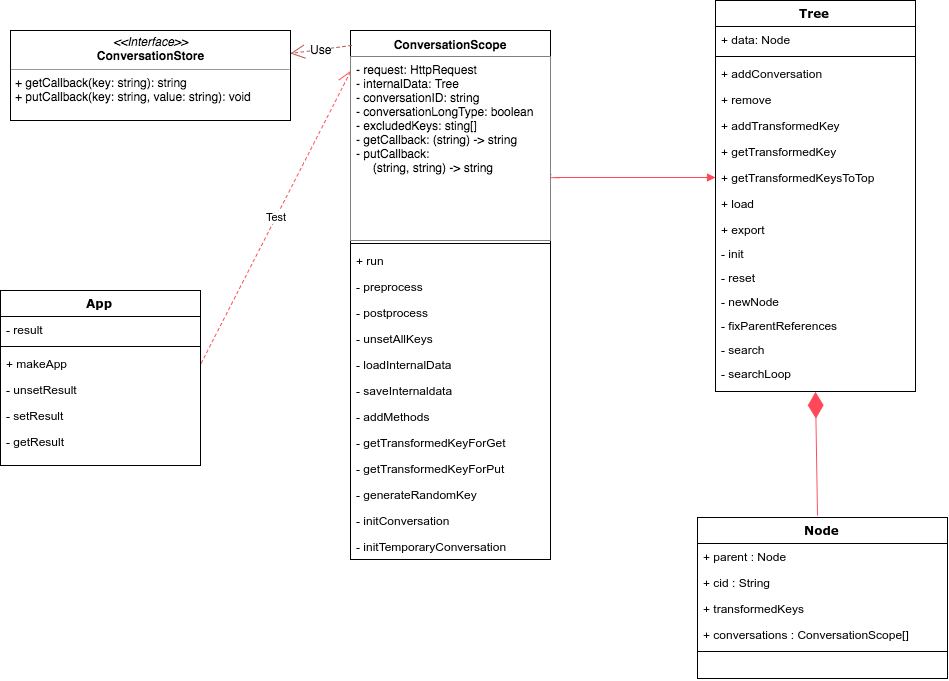 <<Interface>>
ConversationStore
+ getCallback(key: string): string
+ putCallback(key: string, value: string): void
Use
ConversationScope
- request: HttpRequest
- internalData: Tree
- conversationID: string
- conversationLongType: boolean
- excludedKeys: sting[]
- getCallback: (string) -> string
- putCallback:
(string, string) -> string
+ run
- preprocess
- postprocess
- unsetAllKeys
- loadInternalData
- saveInternaldata
- addMethods
- getTransformedKeyForGet
- getTransformedKeyForPut
- generateRandomKey
- initConversation
- initTemporaryConversation
Test
App
- result
+ makeApp
- unsetResult
- setResult
- getResult
Tree
+ data: Node
+ addConversation
+ remove
+ addTransformedKey
+ getTransformedKey
+ getTransformedKeysToTop
+ load
+ export
- init
- reset
- newNode
- fixParentReferences
- search
- searchLoop
Node
+ parent : Node
+ cid : String
+ transformedKeys
+ conversations : ConversationScope[]